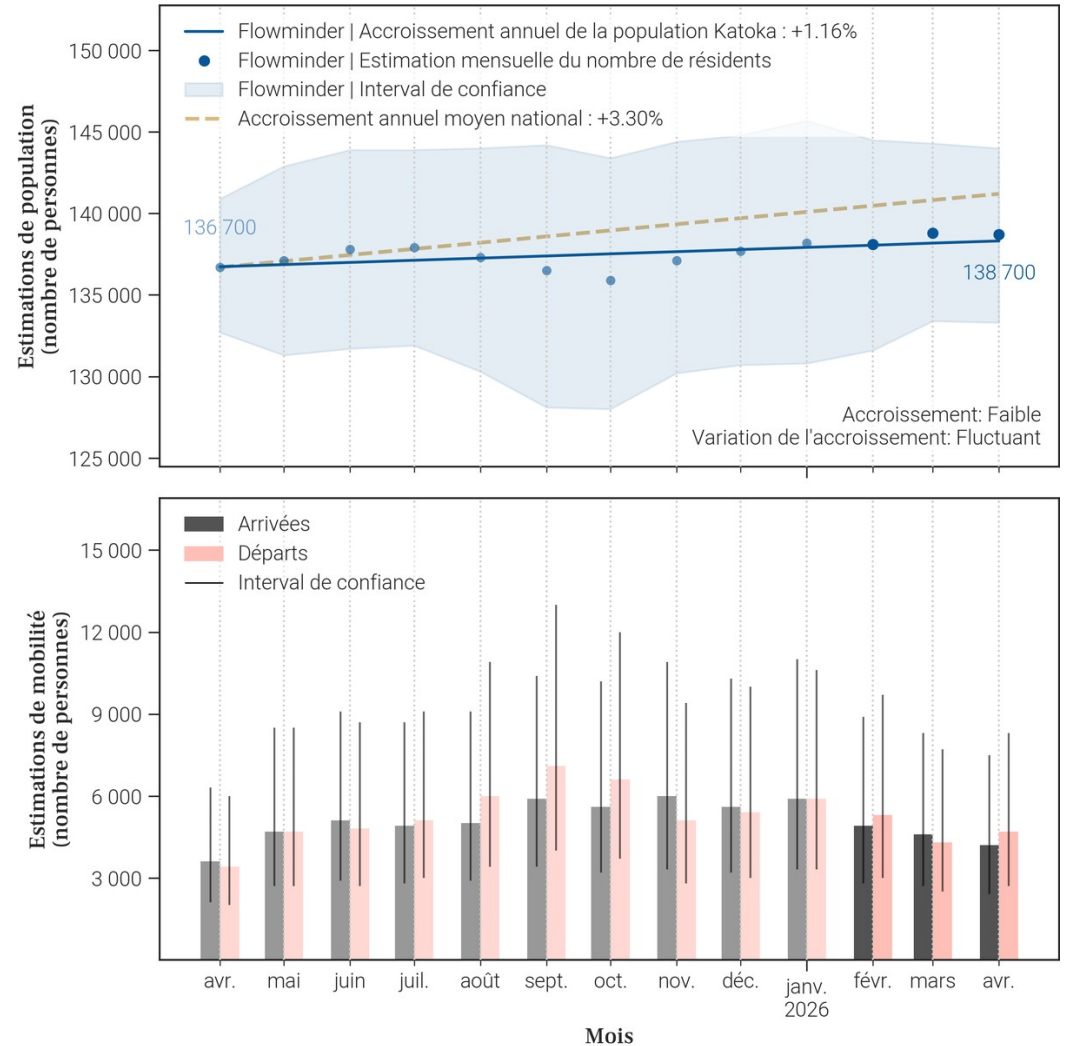 Flowminder | Accroissement annuel de la population Katoka : +1.16%
Flowminder | Estimation mensuelle du nombre de résidents
Flowminder | Interval de confiance
Accroissement annuel moyen national : +3.30%
Estimations de population
(nombre de personnes)
150 000
145 000
140 000
135 000
130 000
125 000
136 700
138 700
Accroissement: Faible
Variation de l'accroissement: Fluctuant
Arrivées
Départs
Interval de confiance
Estimations de mobilité
(nombre de personnes)
15 000
12 000
9 000
6 000
3 000
avr. mai juin juil. août sept. oct. nov. déc. janv. févr. mars avr.
2026
Mois